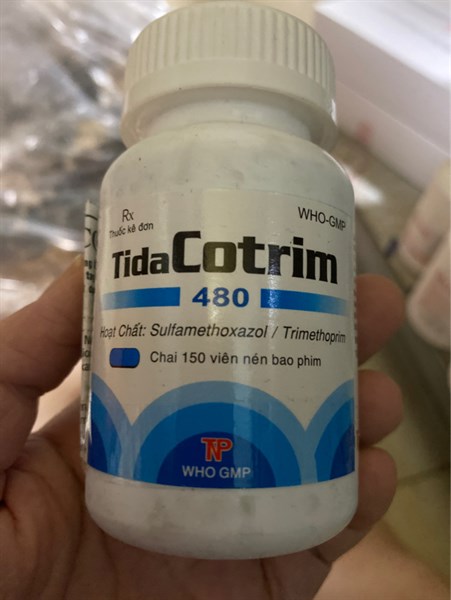 Rx
Thuốc kê đơn
WHO-GMP
TidaCotrim
480
Hoạt Chất: Sulfamethoxazol / Trimethoprim
Chai 150 viên nén bao phim
TNP
WHO GMP